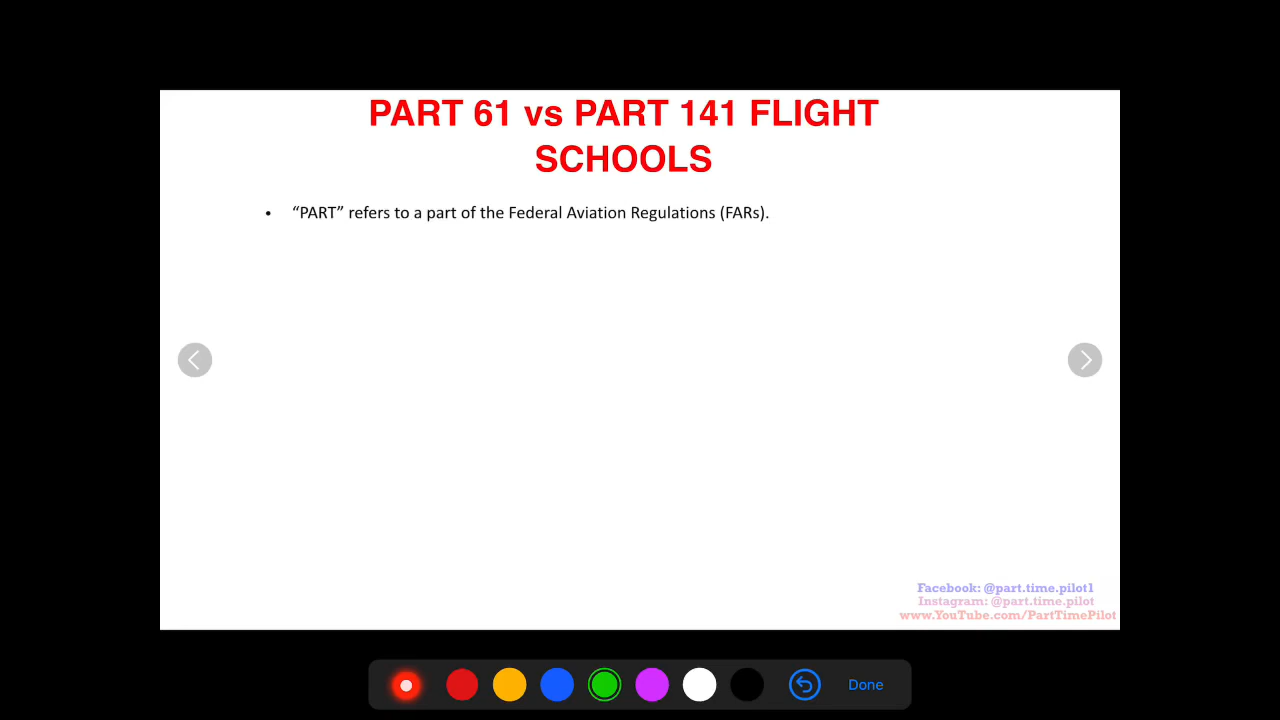 PART 61 vs PART 141 FLIGHT
SCHOOLS
• “PART” refers to a part of the Federal Aviation Regulations (FARs).
Facebook: @part.time.pilot1
Instagram: @part.time.pilot
www.YouTube.com/PartTimePilot
Done